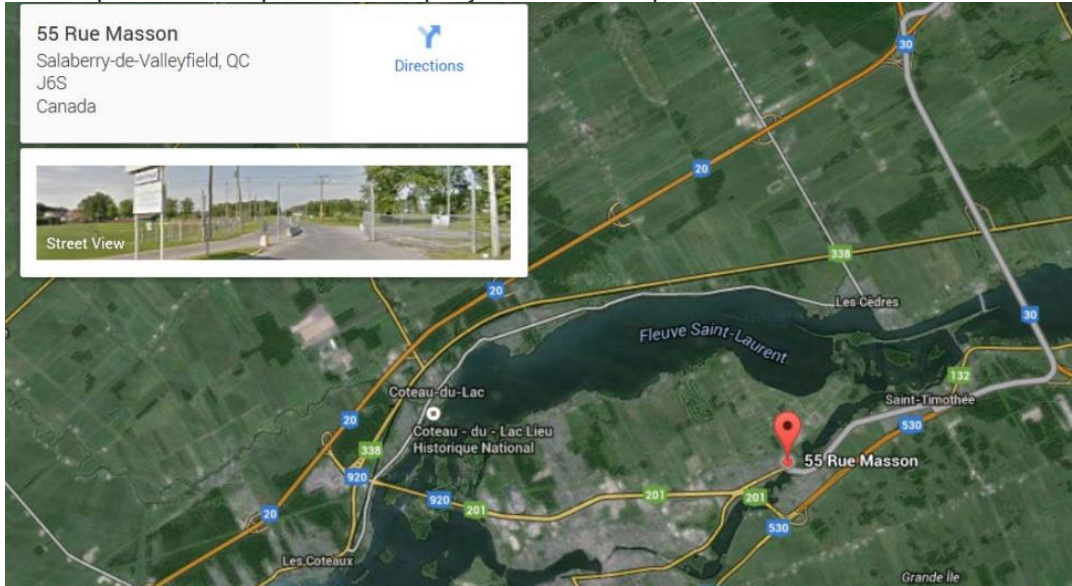 55 Rue Masson
Salaberry-de-Valleyfield, QC
J6S
Canada
Directions
Street View
30
20
338
20
Les Cèdres
Fleuve Saint-Laurent
30
132
Coteau-du-Lac
Saint-Timothée
20
Coteau - du - Lac Lieu
Historique National
530
338
55 Rue Masson
920
920
201
201
201
20
530
Les Coteaux
Grande Île